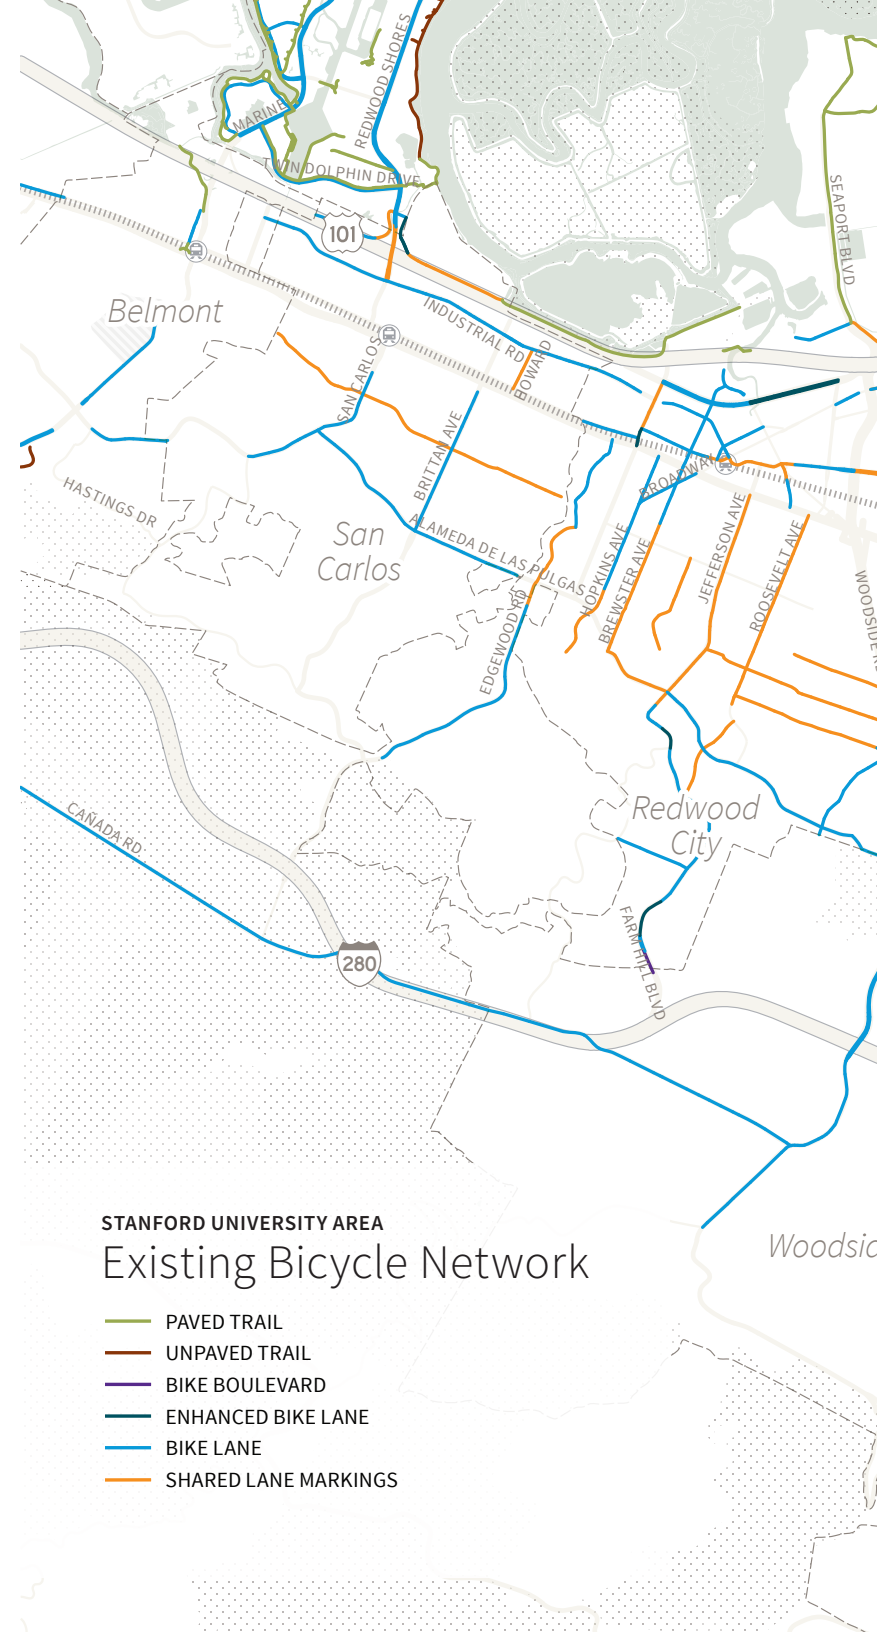 REDWOOD SHORES
MARINE
TWIN DOLPHIN DRIVE
SEAPORT BLVD
101
Belmont
INDUSTRIAL RD
HOWARD
SAN CARLOS
BRITTAN AVE
BROADWAY
HASTINGS DR
San
Carlos
ALAMEDA DE LAS PULGAS
HOPKINS AVE
BREWSTER AVE
JEFFERSON AVE
ROOSEVELT AVE
WOODSIDE R
EDGEWOOD RD
CAÑADA RD
Redwood
City
FARM HILL BLVD
280
STANFORD UNIVERSITY AREA
Existing Bicycle Network
Woodsid
PAVED TRAIL
UNPAVED TRAIL
BIKE BOULEVARD
ENHANCED BIKE LANE
BIKE LANE
SHARED LANE MARKINGS